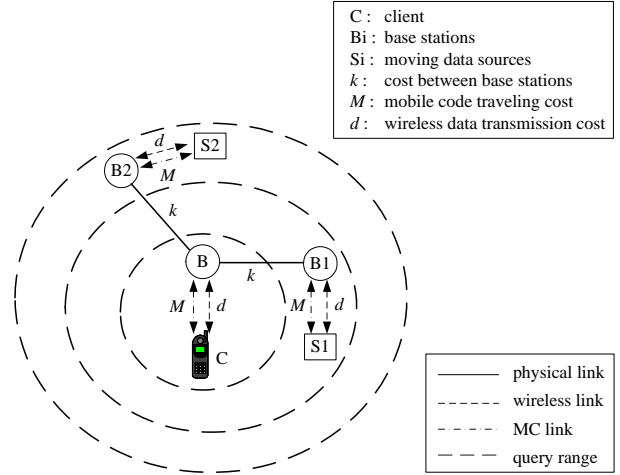 C : client
Bi : base stations
Si : moving data sources
k : cost between base stations
M : mobile code traveling cost
d : wireless data transmission cost
d
S2
B2
M
k
B
B1
k
M
d
M
d
S1
C
physical link
wireless link
MC link
query range